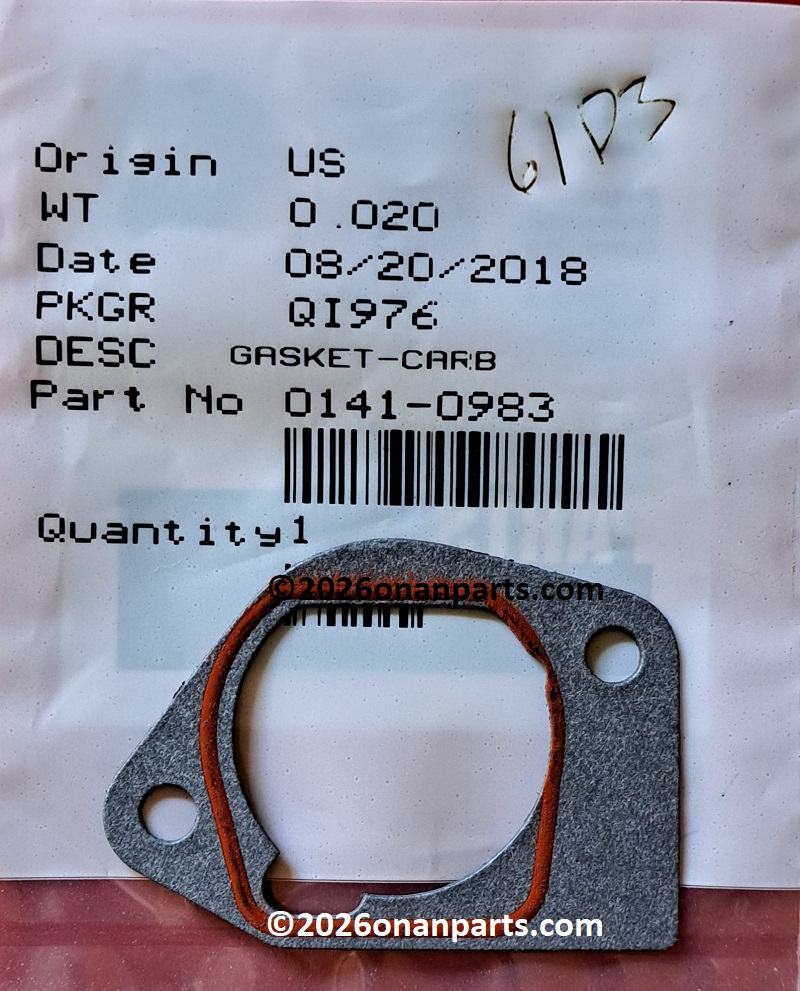 61D3
Origin US
WT 0.020
Date 08/20/2018
PKGR QI976
DESC GASKET-CARB
Part No 0141-0983
Quantity1
©2026onanparts.com
©2026onanparts.com